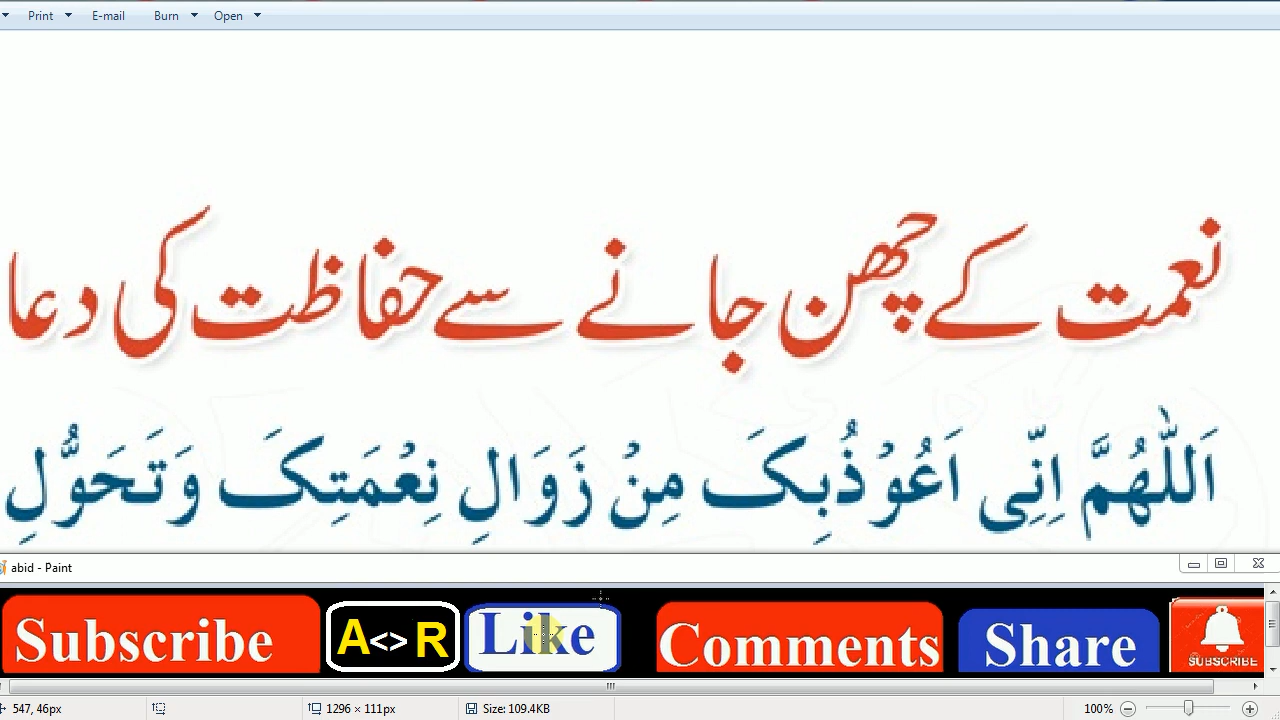 Print E-mail Burn Open
نعمت کے چھن جانے سے حفاظت کی دعا
اَللّٰهُمَّ اِنِّی اَعُوْذُبِکَ مِنْ زَوَالِ نِعْمَتِکَ وَتَحَوُّلِ
abid - Paint
Subscribe A<>R Like Comments Share SUBSCRIBE
547, 46px 1296 × 111px Size: 109.4KB 100%